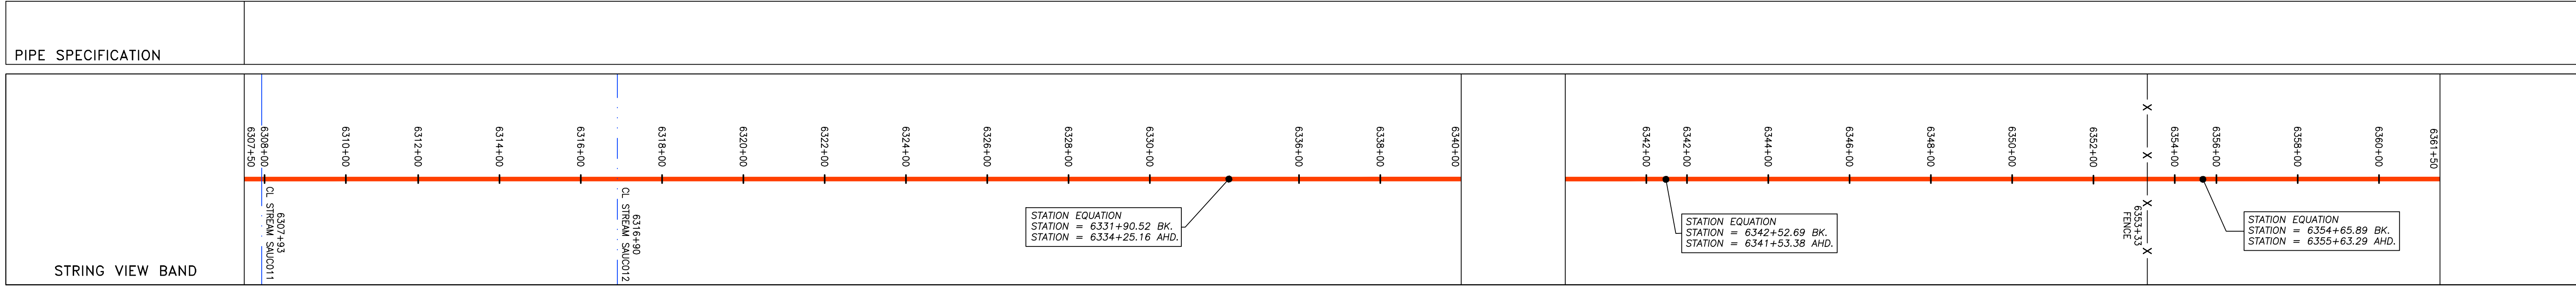 PIPE SPECIFICATION
STRING VIEW BAND
6307+50
6308+00
6310+00
6312+00
6314+00
6316+00
6318+00
6320+00
6322+00
6324+00
6326+00
6328+00
6330+00
6336+00
6338+00
6340+00
6342+00
6342+00
6344+00
6346+00
6348+00
6350+00
6352+00
6354+00
6356+00
6358+00
6360+00
6361+50
6307+93
CL STREAM SAUC011
6316+90
CL STREAM SAUC012
STATION EQUATION
STATION = 6331+90.52 BK.
STATION = 6334+25.16 AHD.
STATION EQUATION
STATION = 6342+52.69 BK.
STATION = 6341+53.38 AHD.
6353+33
FENCE
STATION EQUATION
STATION = 6354+65.89 BK.
STATION = 6355+63.29 AHD.